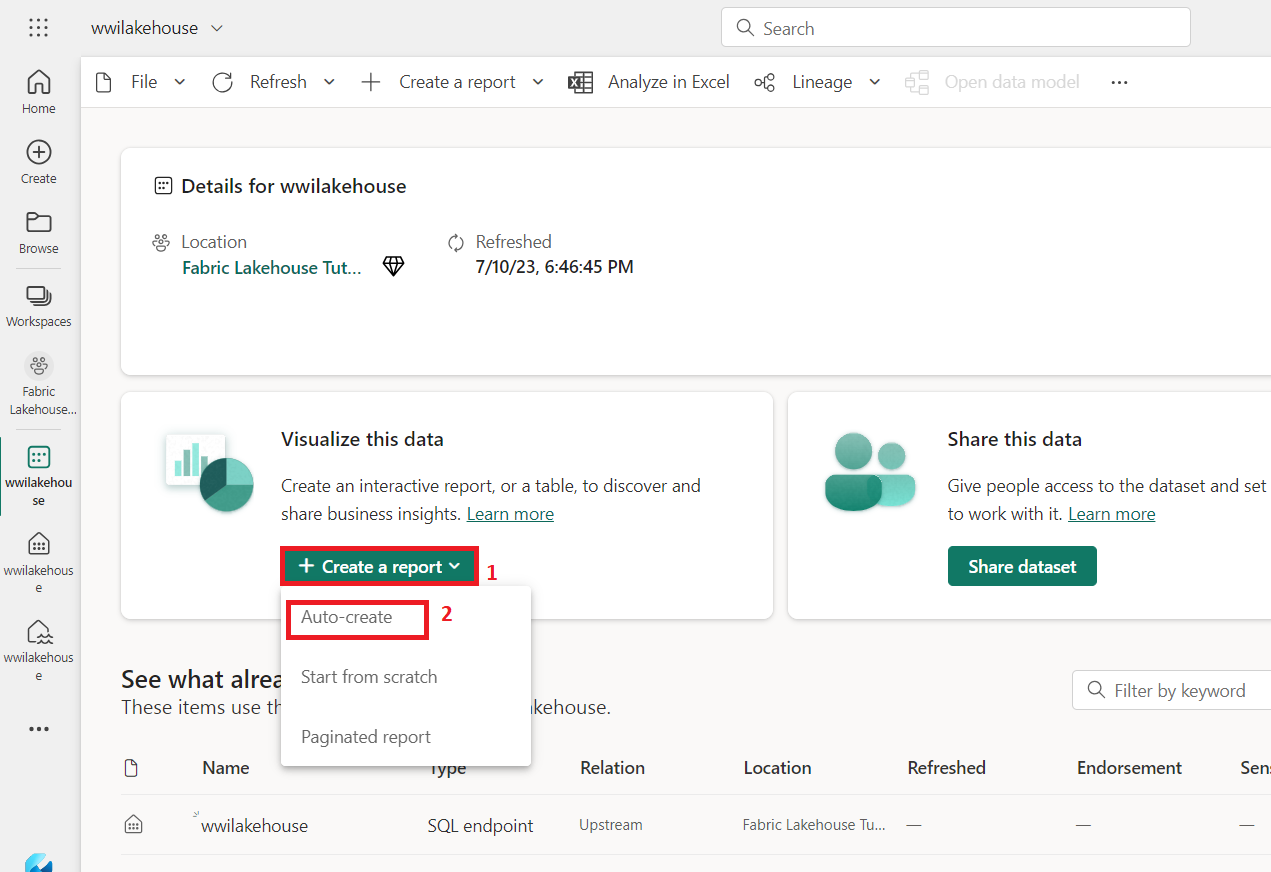 wwilakehouse
Search
Home
Create
Browse
Workspaces
Fabric
Lakehouse...
wwilakehou
se
wwilakehous
e
wwilakehous
e
File
Refresh
Create a report
Analyze in Excel
Lineage
Open data model
Details for wwilakehouse
Location
Fabric Lakehouse Tut...
Refreshed
7/10/23, 6:46:45 PM
Visualize this data
Create an interactive report, or a table, to discover and
share business insights. Learn more
+ Create a report
1
Auto-create
2
Start from scratch
Paginated report
Share this data
Give people access to the dataset and set
to work with it. Learn more
Share dataset
See what alrea
These items use th
kehouse.
Filter by keyword
Name
Type
Relation
Location
Refreshed
Endorsement
Sens
wwilakehouse
SQL endpoint
Upstream
Fabric Lakehouse Tu...
—
—
—